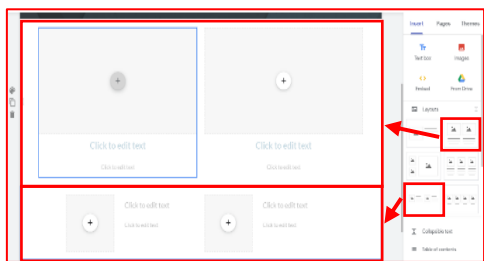 Insert Pages Themes
Text box Images
Embed From Drive
Layouts
Click to edit text Click to edit text
Click to edit text Click to edit text
Click to edit text Click to edit text
Click to edit text Click to edit text
Collapsible text
Table of contents